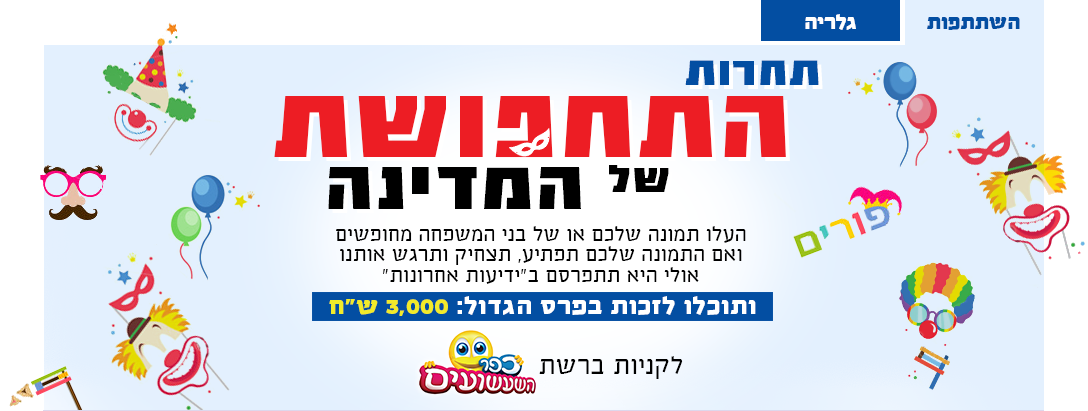 השתתפות
גלריה
תחרות
התחפושת
של המדינה
העלו תמונה שלכם או של בני המשפחה מחופשים
ואם התמונה שלכם תפתיע, תצחיק ותרגש אותנו
אולי היא תתפרסם ב"ידיעות אחרונות"
ותוכלו לזכות בפרס הגדול: 3,000 ש"ח
לקניות ברשת
ככר
השעשועים
פורים